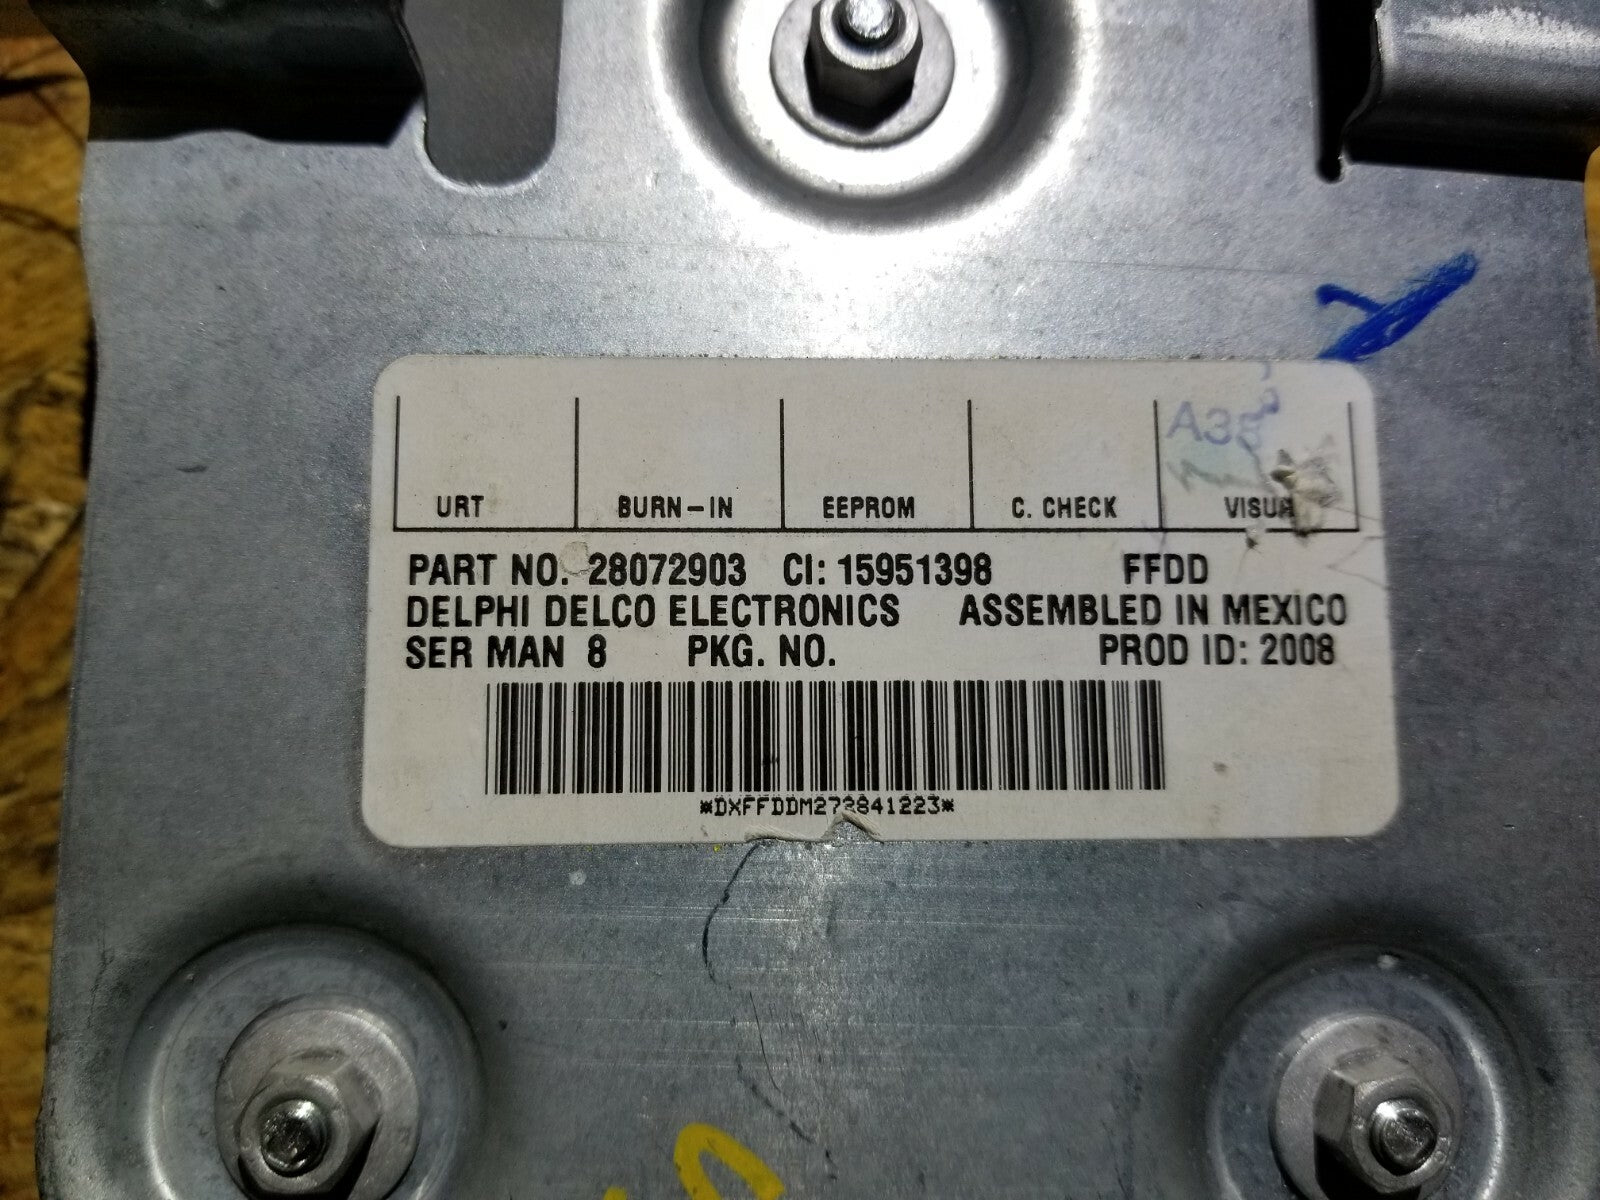 URT BURN-IN EEPROM C. CHECK
PART NO. 28072903 CI: 15951398 FFDD
DELPHI DELCO ELECTRONICS ASSEMBLED IN MEXICO
SER MAN 8 PKG. NO. PROD ID: 2008